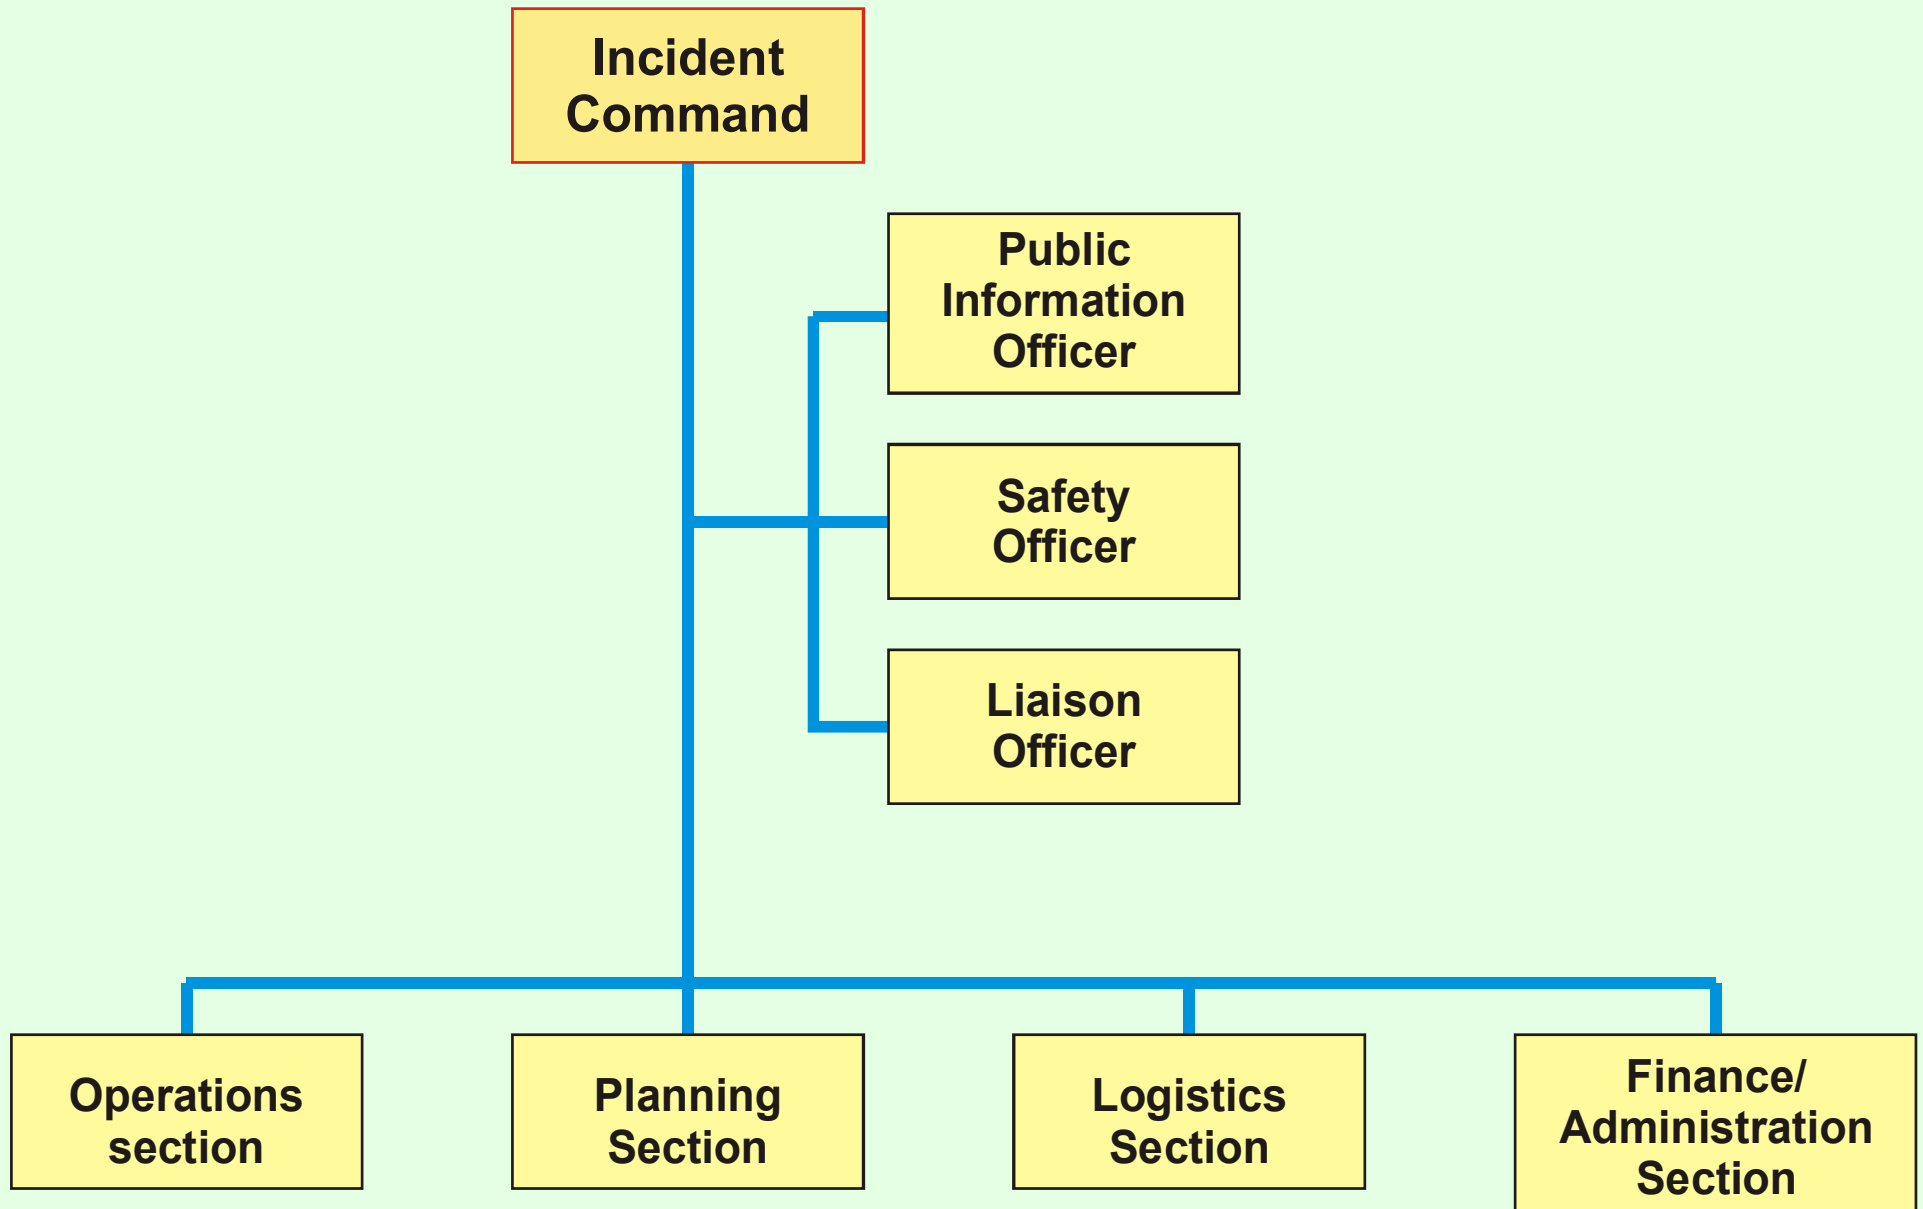 Incident
Command
Public
Information
Officer
Safety
Officer
Liaison
Officer
Operations
section
Planning
Section
Logistics
Section
Finance/
Administration
Section